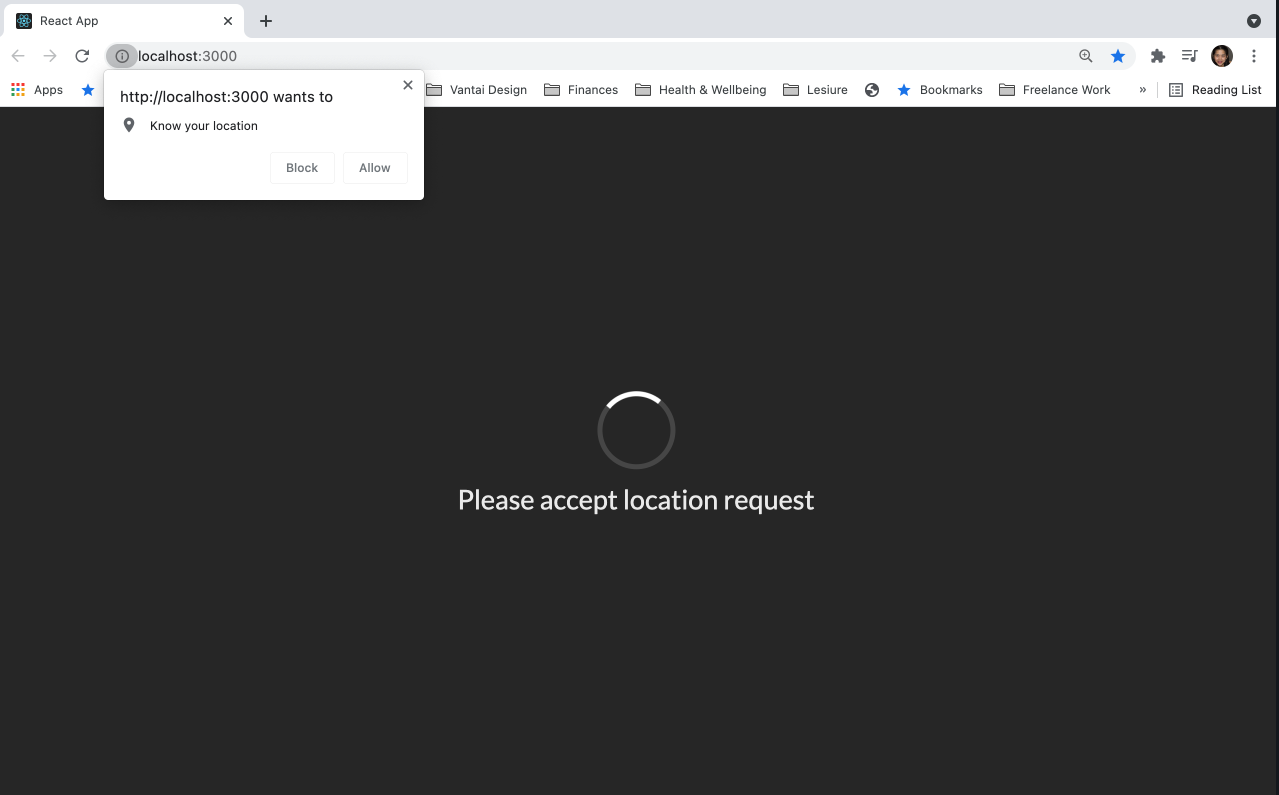 React App
localhost:3000
Apps
Vantai Design
Finances
Health & Wellbeing
Lesiure
Bookmarks
Freelance Work
»
Reading List
http://localhost:3000 wants to
Know your location
Block
Allow
Please accept location request